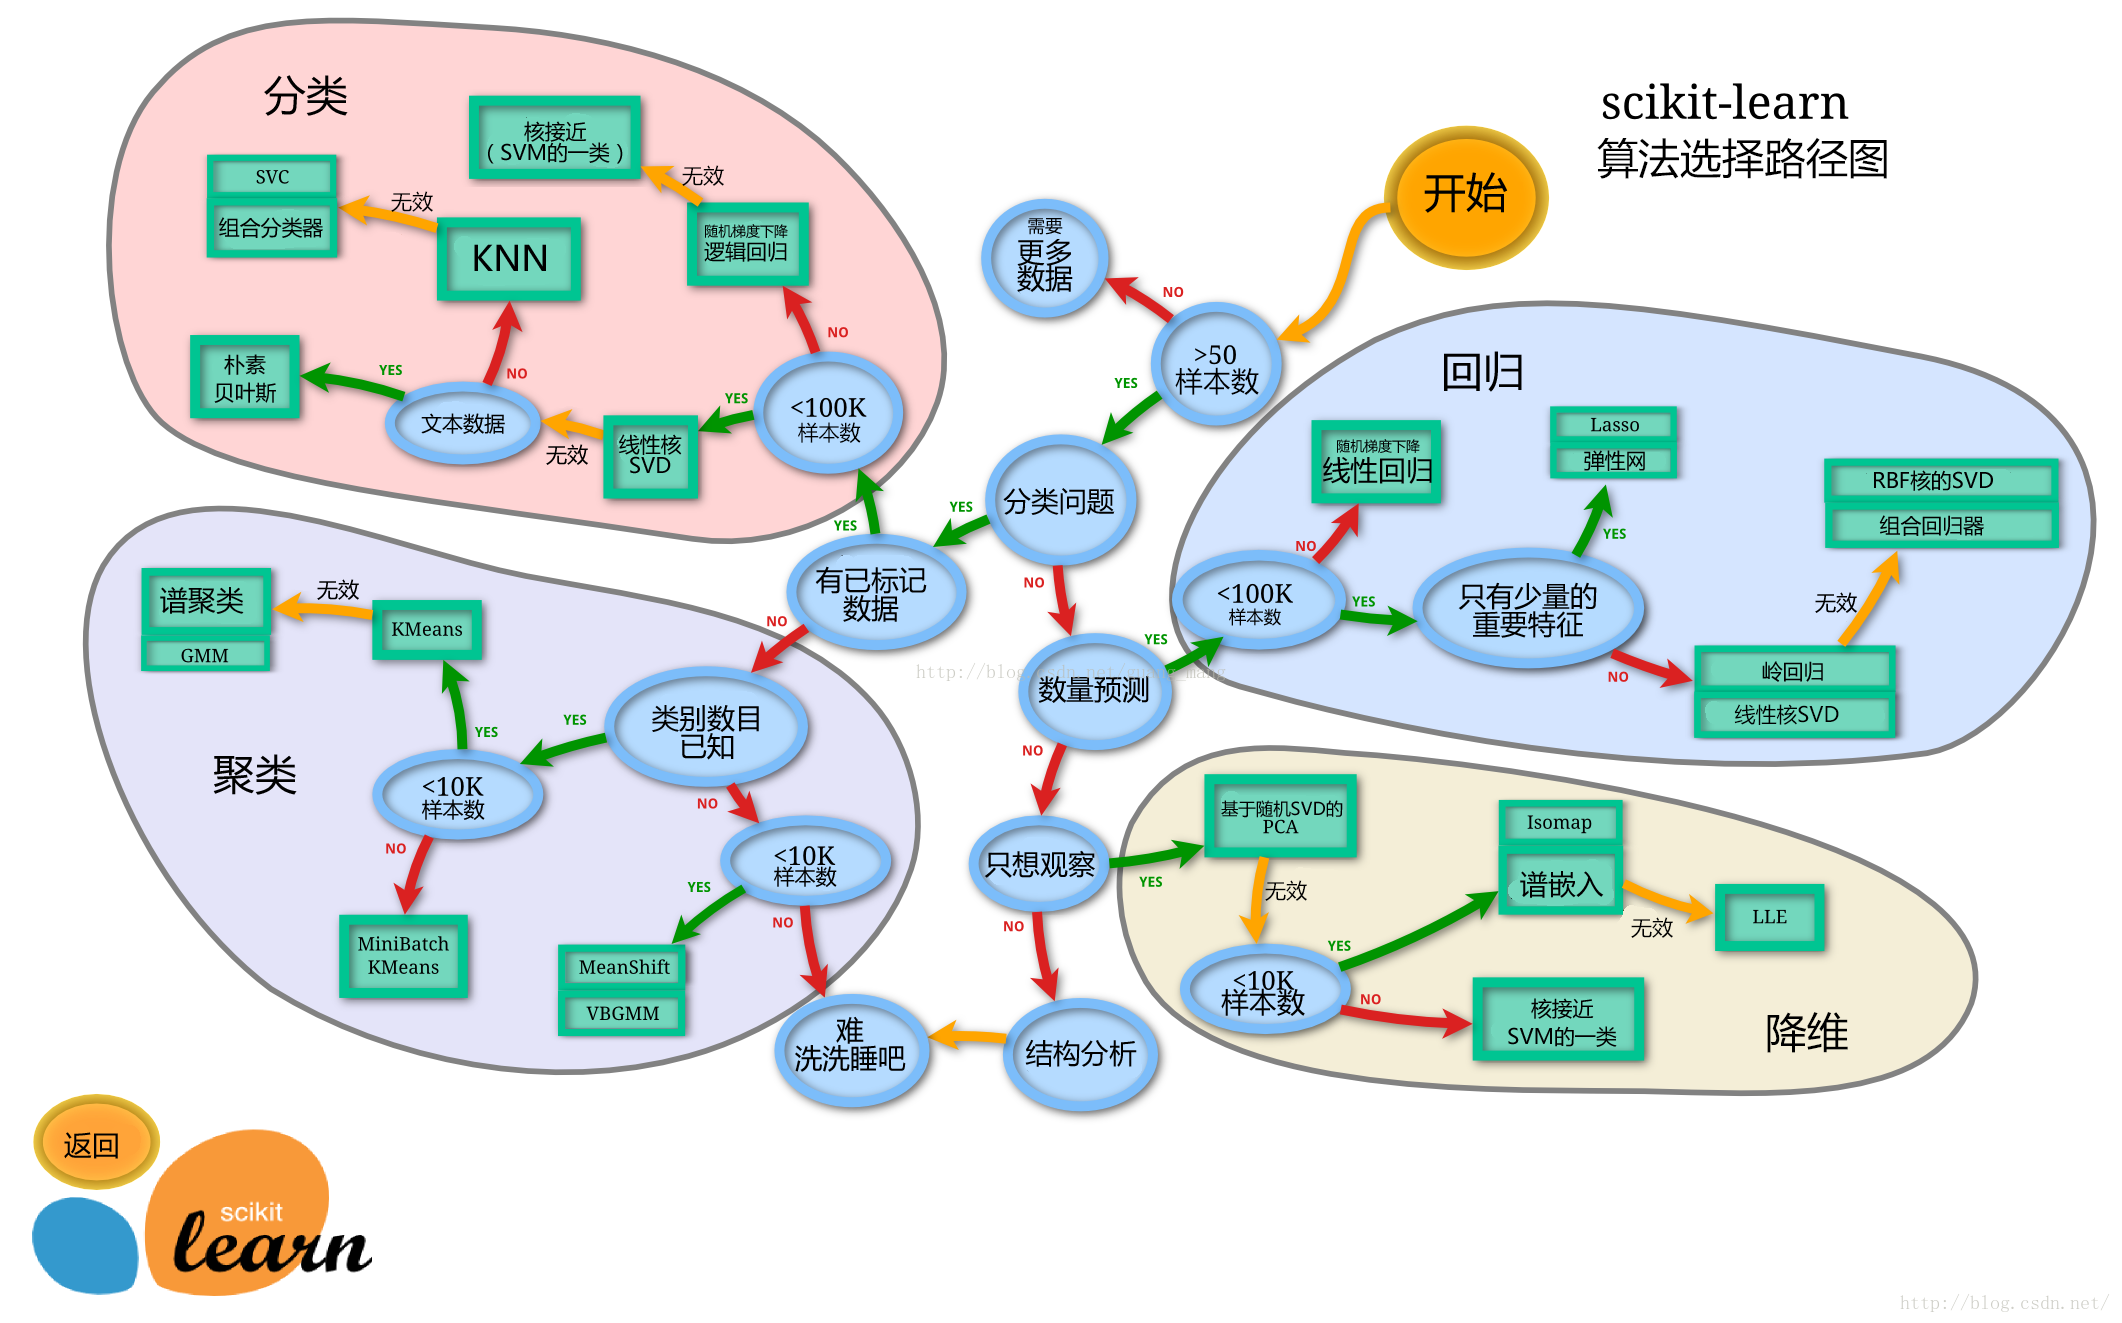 scikit-learn
算法选择路径图
开始
需要
更多
数据
NO
>50
样本数
YES
分类问题
YES
NO
有已标记
数据
YES
NO
分类
核接近
（SVM的一类）
无效
随机梯度下降
逻辑回归
NO
<100K
样本数
YES
线性核
SVD
无效
文本数据
YES
NO
朴素
贝叶斯
KNN
无效
SVC
组合分类器
回归
随机梯度下降
线性回归
NO
<100K
样本数
YES
只有少量的
重要特征
YES
NO
Lasso
弹性网
RBF核的SVD
组合回归器
无效
岭回归
线性核SVD
数量预测
YES
NO
聚类
谱聚类
GMM
无效
KMeans
YES
<10K
样本数
NO
MiniBatch
KMeans
YES
类别数目
已知
NO
<10K
样本数
YES
NO
MeanShift
VBGMM
难
洗洗睡吧
只想观察
YES
NO
结构分析
降维
基于随机SVD的
PCA
无效
<10K
样本数
YES
NO
Isomap
谱嵌入
无效
LLE
核接近
SVM的一类
返回
scikit
learn
http://blog.csdn.net/